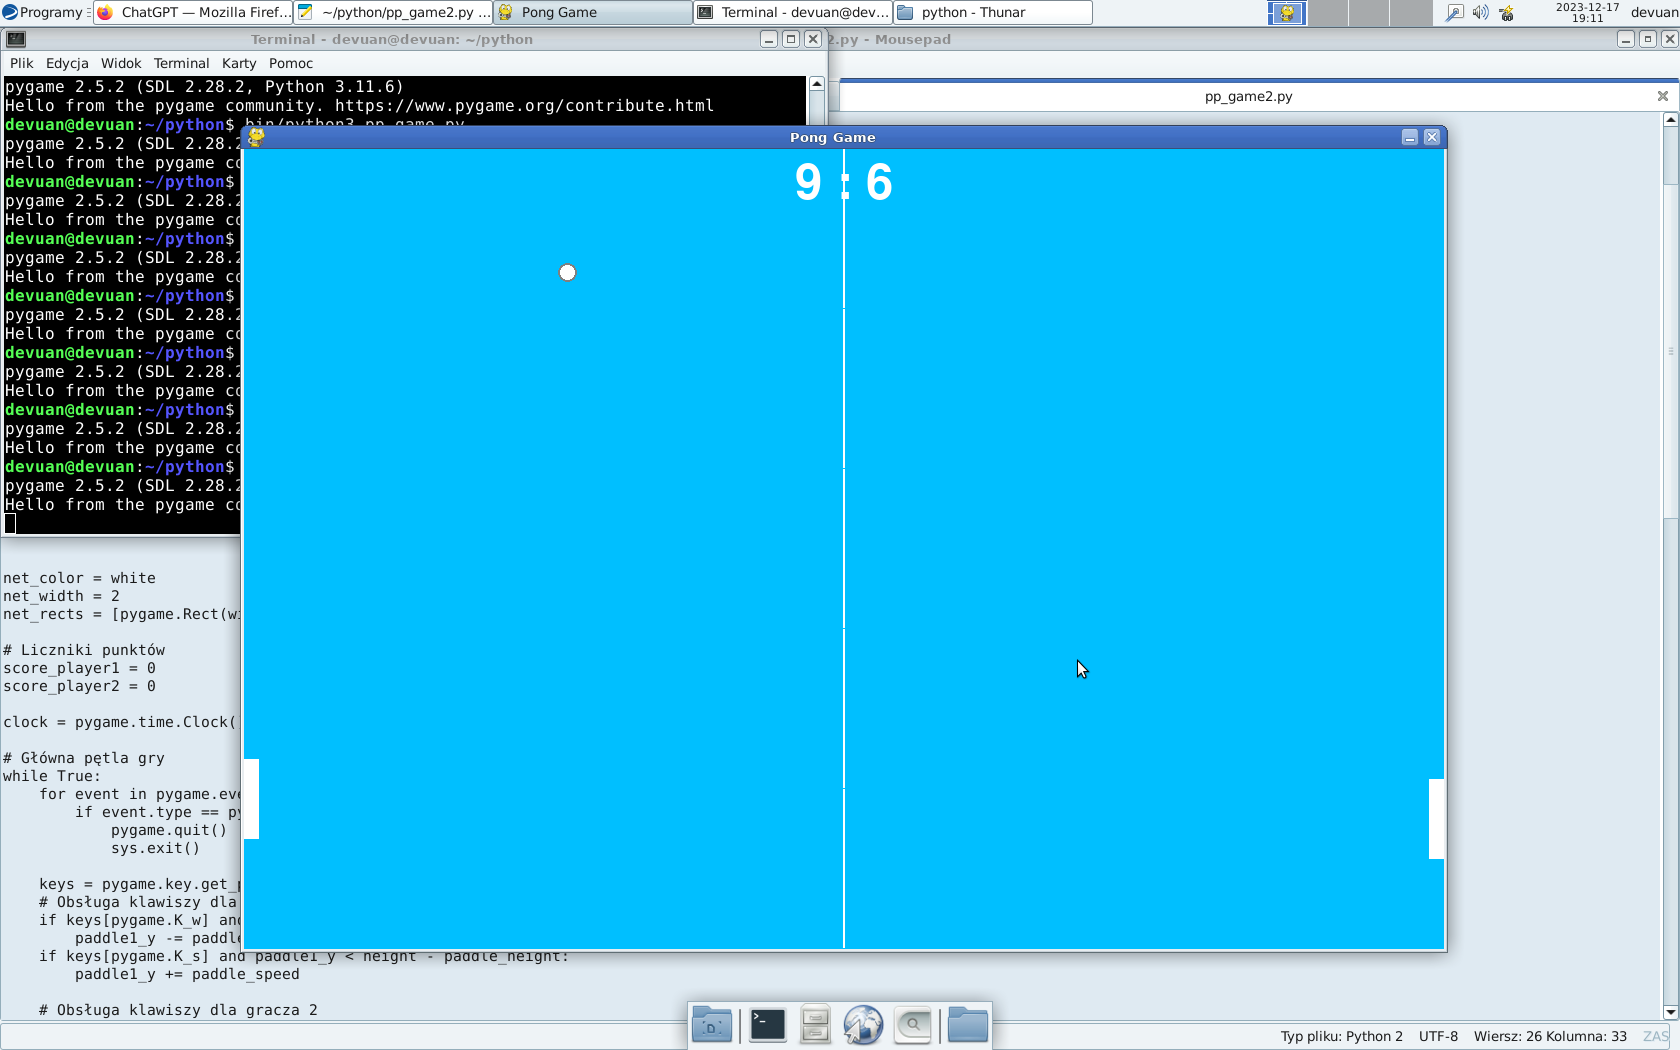 Programy
ChatGPT — Mozilla Firef...
~/python/pp_game2.py ...
Pong Game
Terminal - devuan@dev...
python - Thunar
2023-12-17
19:11
devuan
Terminal - devuan@devuan: ~/python
2.py - Mousepad
Plik Edycja Widok Terminal Karty Pomoc
pp_game2.py
pygame 2.5.2 (SDL 2.28.2, Python 3.11.6)
Hello from the pygame community. https://www.pygame.org/contribute.html
devuan@devuan:~/python$ bin/python3 pp_game.py
pygame 2.5.2 (SDL 2.28.2
Hello from the pygame co
devuan@devuan:~/python$
pygame 2.5.2 (SDL 2.28.2
Hello from the pygame co
devuan@devuan:~/python$
pygame 2.5.2 (SDL 2.28.2
Hello from the pygame co
devuan@devuan:~/python$
pygame 2.5.2 (SDL 2.28.2
Hello from the pygame co
devuan@devuan:~/python$
pygame 2.5.2 (SDL 2.28.2
Hello from the pygame co
devuan@devuan:~/python$
pygame 2.5.2 (SDL 2.28.2
Hello from the pygame co
devuan@devuan:~/python$
pygame 2.5.2 (SDL 2.28.2
Hello from the pygame co
Pong Game
9 : 6
net_color = white
net_width = 2
net_rects = [pygame.Rect(wi
# Liczniki punktów
score_player1 = 0
score_player2 = 0
clock = pygame.time.Clock(
# Główna pętla gry
while True:
    for event in pygame.eve
        if event.type == py
            pygame.quit()
            sys.exit()
    keys = pygame.key.get_p
    # Obsługa klawiszy dla
    if keys[pygame.K_w] and
        paddle1_y -= paddle
    if keys[pygame.K_s] and paddle1_y < height - paddle_height:
        paddle1_y += paddle_speed
    # Obsługa klawiszy dla gracza 2
Typ pliku: Python 2 UTF-8 Wiersz: 26 Kolumna: 33 ZAS